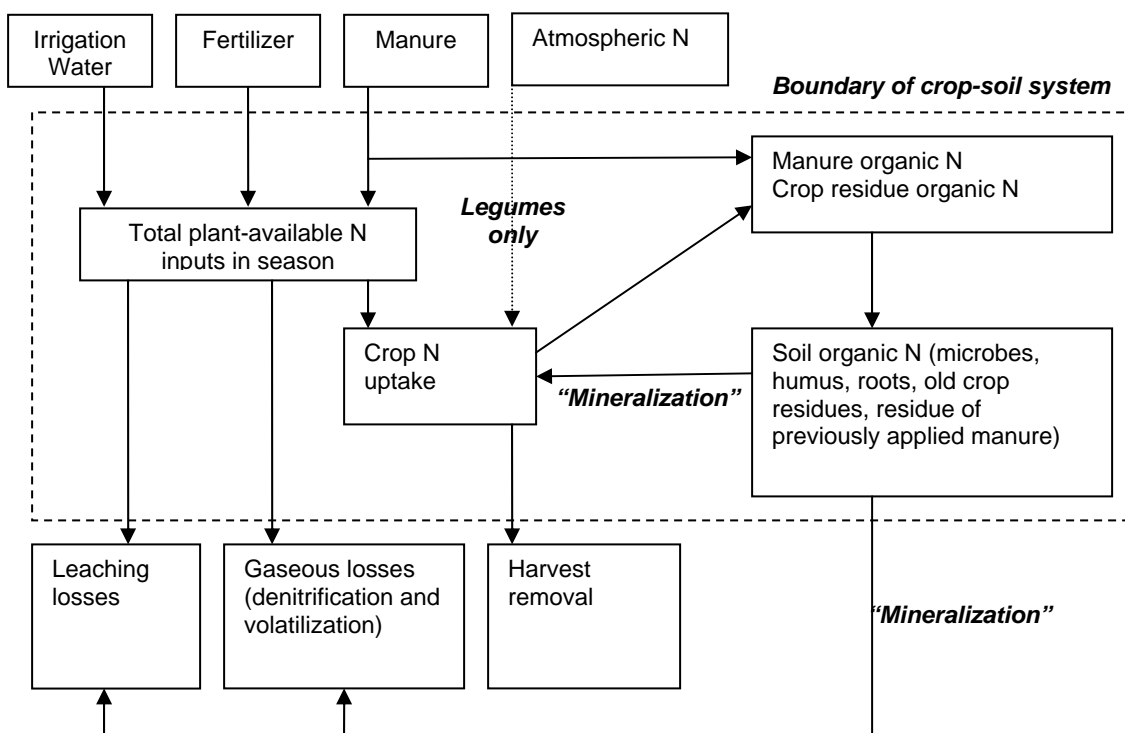 Irrigation
Water
Fertilizer
Manure
Atmospheric N
Boundary of crop-soil system
Manure organic N
Crop residue organic N
Legumes
only
Total plant-available N
inputs in season
Crop N
uptake
“Mineralization”
Soil organic N (microbes,
humus, roots, old crop
residues, residue of
previously applied manure)
Leaching
losses
Gaseous losses
(denitrification and
volatilization)
Harvest
removal
“Mineralization”